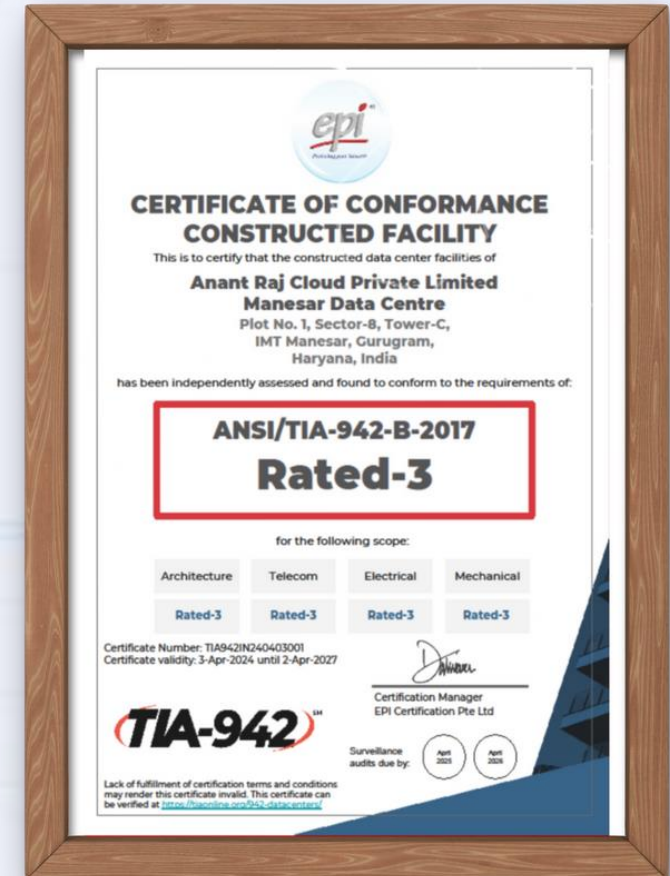 epi
CERTIFICATE OF CONFORMANCE
CONSTRUCTED FACILITY
This is to certify that the constructed data center facilities of
Anant Raj Cloud Private Limited
Manesar Data Centre
Plot No. 1, Sector-8, Tower-C,
IMT Manesar, Gurugram,
Haryana, India
has been independently assessed and found to conform to the requirements of:
ANSI/TIA-942-B-2017
Rated-3
for the following scope:
Architecture Telecom Electrical Mechanical
Rated-3 Rated-3 Rated-3 Rated-3
Certificate Number: TIA942IN240403001
Certificate validity: 3-Apr-2024 until 2-Apr-2027
Certification Manager
EPI Certification Pte Ltd
TIA-942 SM
Surveillance
audits due by:
April
2025
April
2026
Lack of fulfillment of certification terms and conditions
may render this certificate invalid. This certificate can
be verified at https://tiaonline.org/942-datacenters/